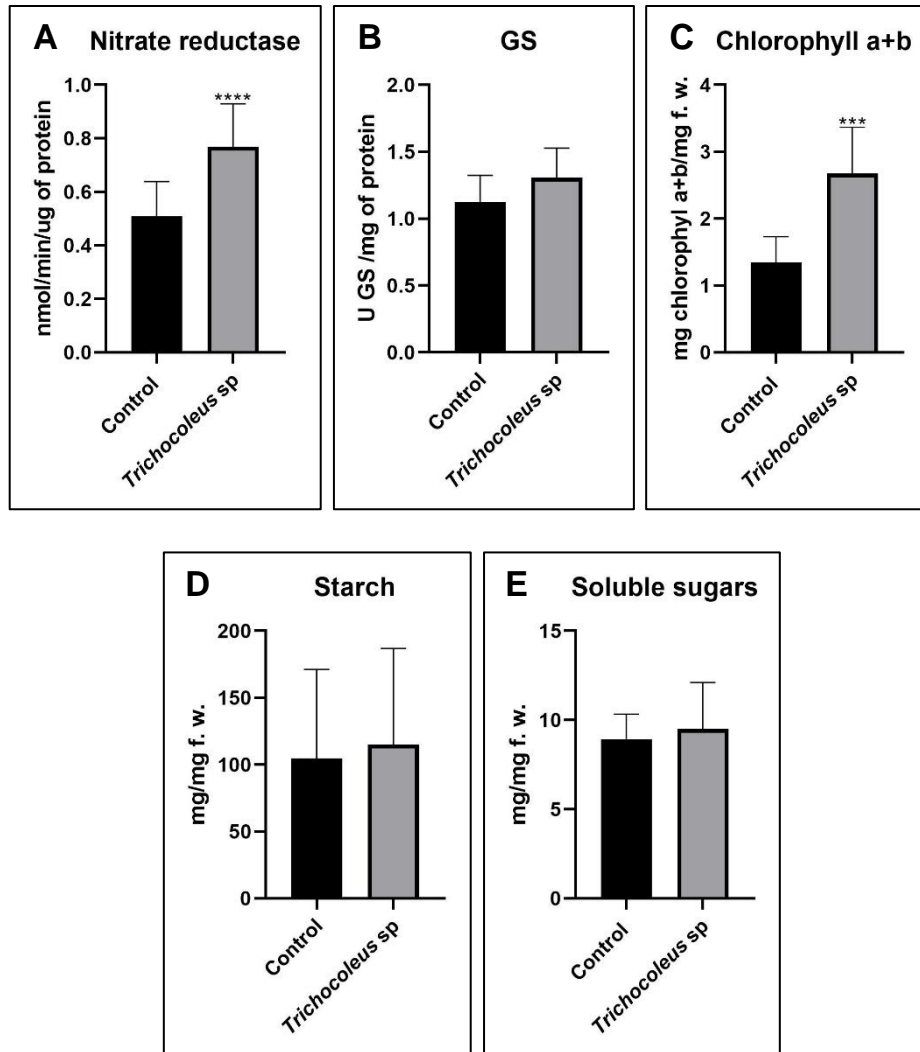 A Nitrate reductase
nmol/min/ug of protein
1.0
0.8
0.6
0.4
0.2
0.0
****
Control
Trichocoleus sp
B GS
U GS /mg of protein
2.0
1.5
1.0
0.5
0.0
Control
Trichocoleus sp
C Chlorophyll a+b
mg chlorophyl a+b/mg f. w.
4
3
2
1
0
***
Control
Trichocoleus sp
D Starch
mg/mg f. w.
200
150
100
50
0
Control
Trichocoleus sp
E Soluble sugars
mg/mg f. w.
15
10
5
0
Control
Trichocoleus sp